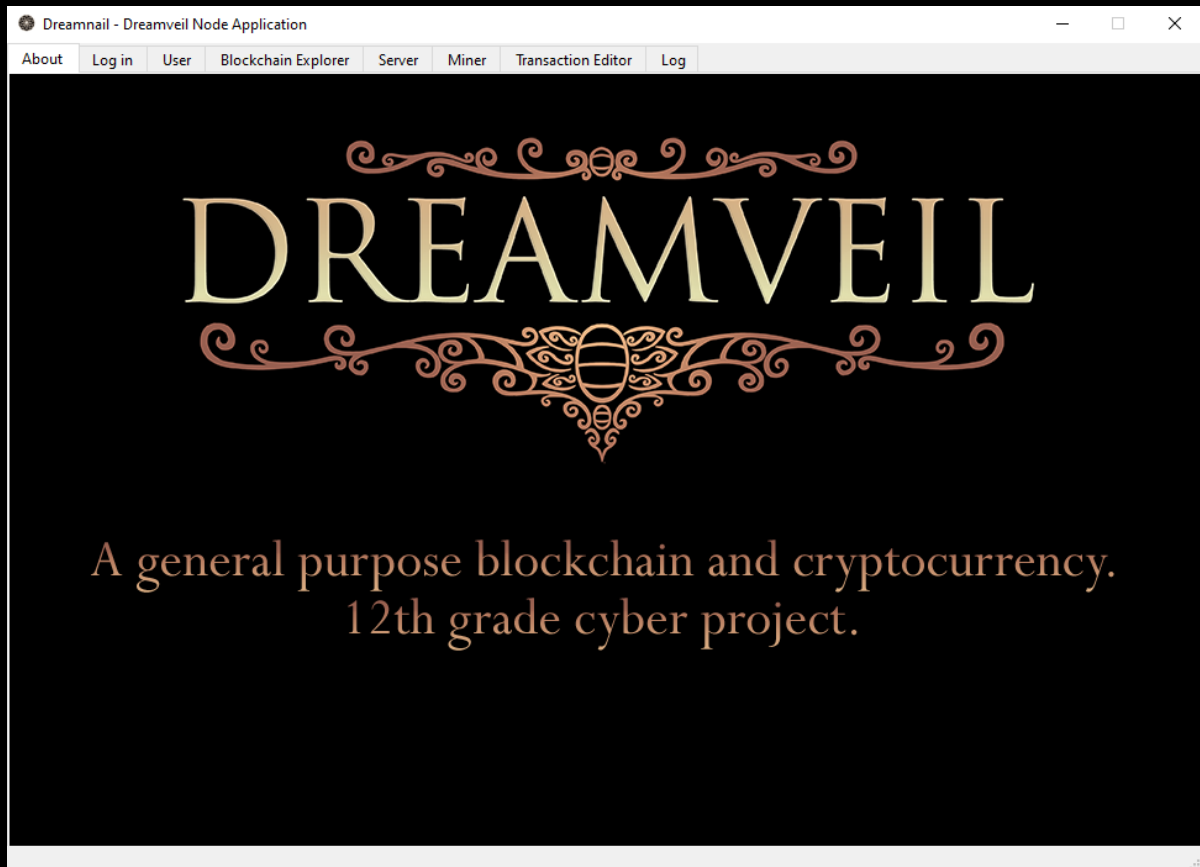 Dreamnail - Dreamveil Node Application
About Log in User Blockchain Explorer Server Miner Transaction Editor Log
DREAMVEIL
A general purpose blockchain and cryptocurrency.
12th grade cyber project.